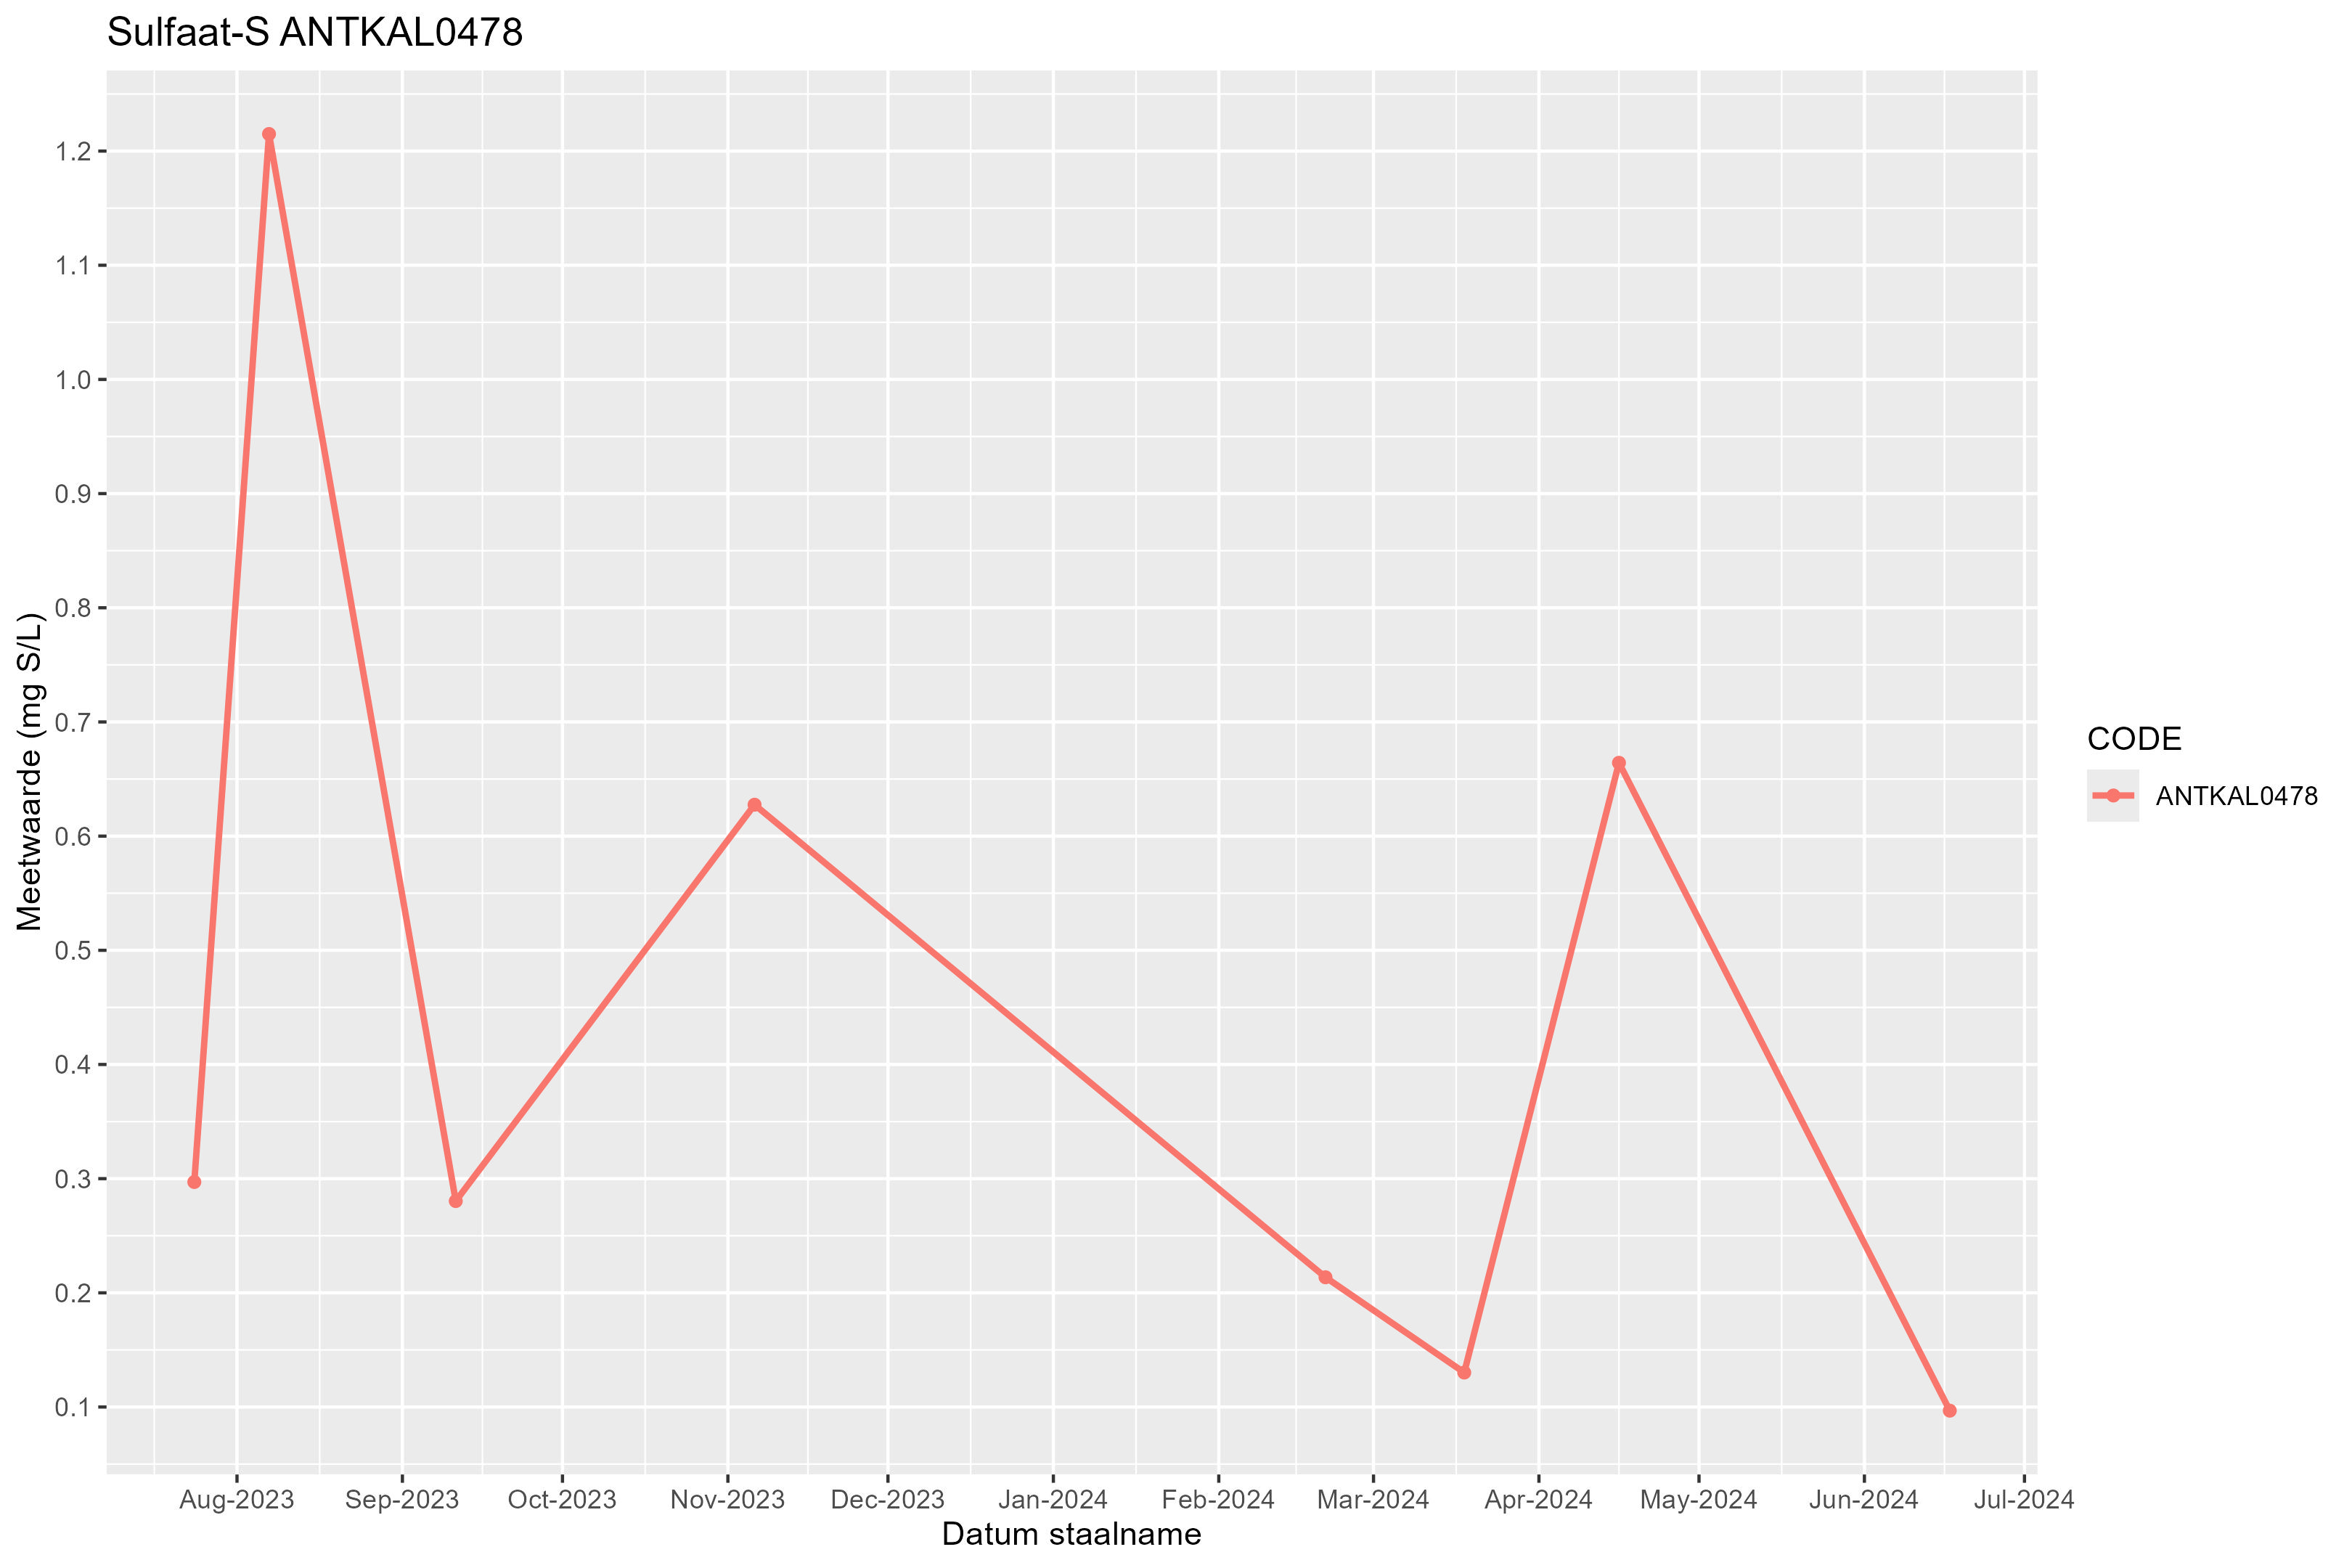 Sulfaat-S ANTKAL0478
Meetwaarde (mg S/L)
1.2
1.1
1.0
0.9
0.8
0.7
0.6
0.5
0.4
0.3
0.2
0.1
Aug-2023 Sep-2023 Oct-2023 Nov-2023 Dec-2023 Jan-2024 Feb-2024 Mar-2024 Apr-2024 May-2024 Jun-2024 Jul-2024
Datum staalname
CODE
ANTKAL0478